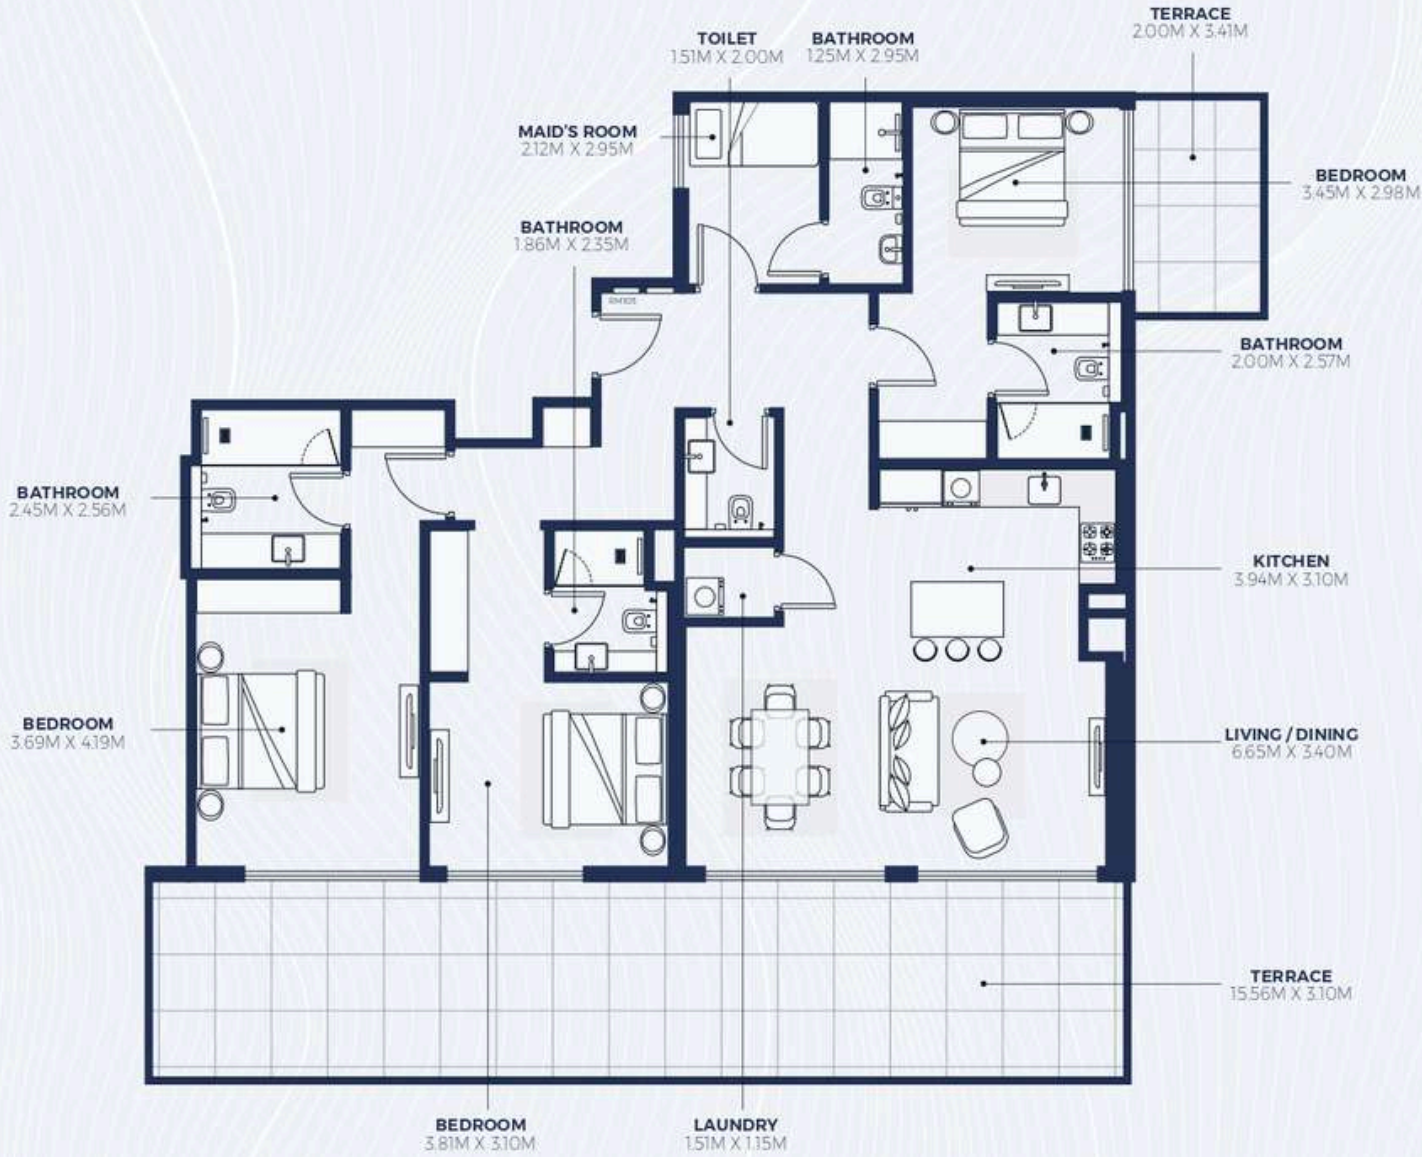 TERRACE
2.00M X 3.41M
TOILET
1.51M X 2.00M
BATHROOM
1.25M X 2.95M
MAID'S ROOM
2.12M X 2.95M
BEDROOM
3.45M X 2.98M
BATHROOM
1.86M X 2.35M
BATHROOM
2.00M X 2.57M
BATHROOM
2.45M X 2.56M
KITCHEN
3.94M X 3.10M
BEDROOM
3.69M X 4.19M
LIVING / DINING
6.65M X 3.40M
TERRACE
15.56M X 3.10M
BEDROOM
3.81M X 3.10M
LAUNDRY
1.51M X 1.15M